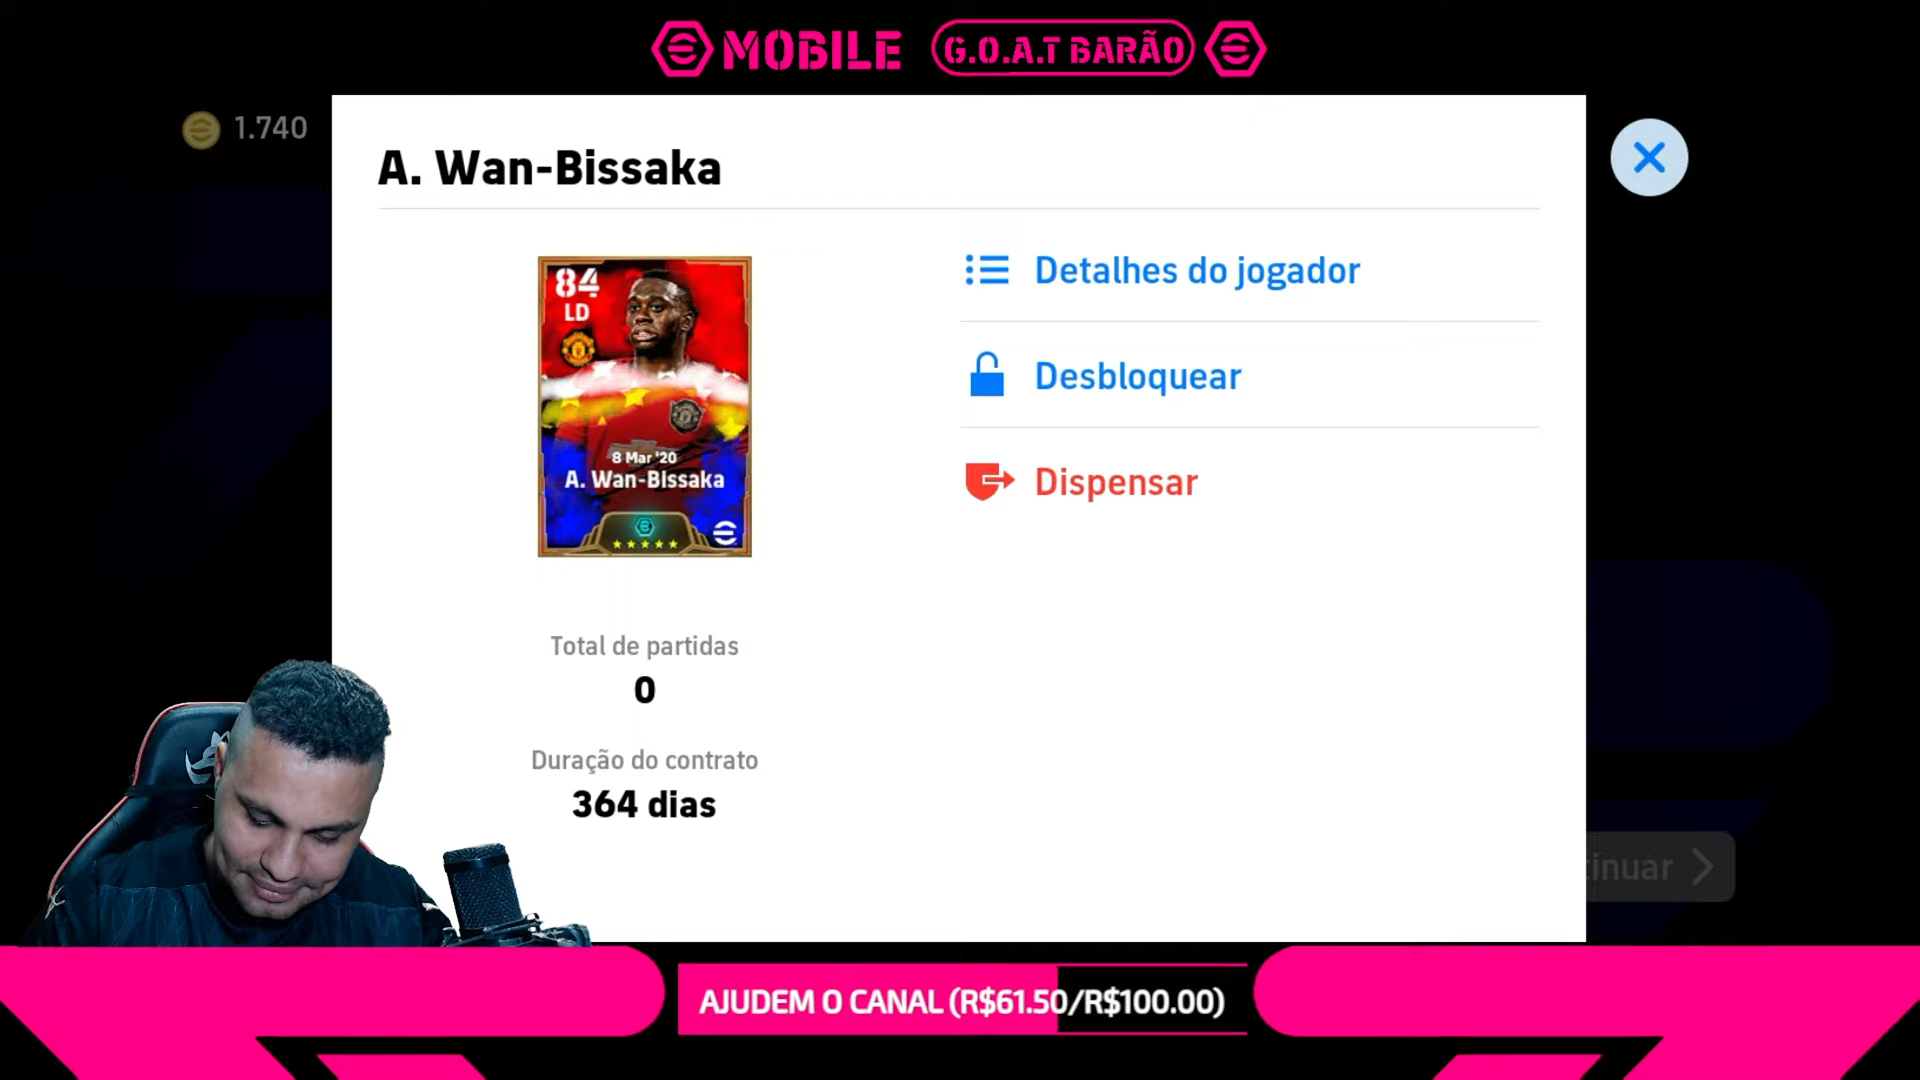 MOBILE G.O.A.T BARÃO
1.740
A. Wan-Bissaka
84
LD
8 Mar '20
A. Wan-Bissaka
Detalhes do jogador
Desbloquear
Dispensar
Total de partidas
0
Duração do contrato
364 dias
tinuar
AJUDEM O CANAL (R$61.50/R$100.00)